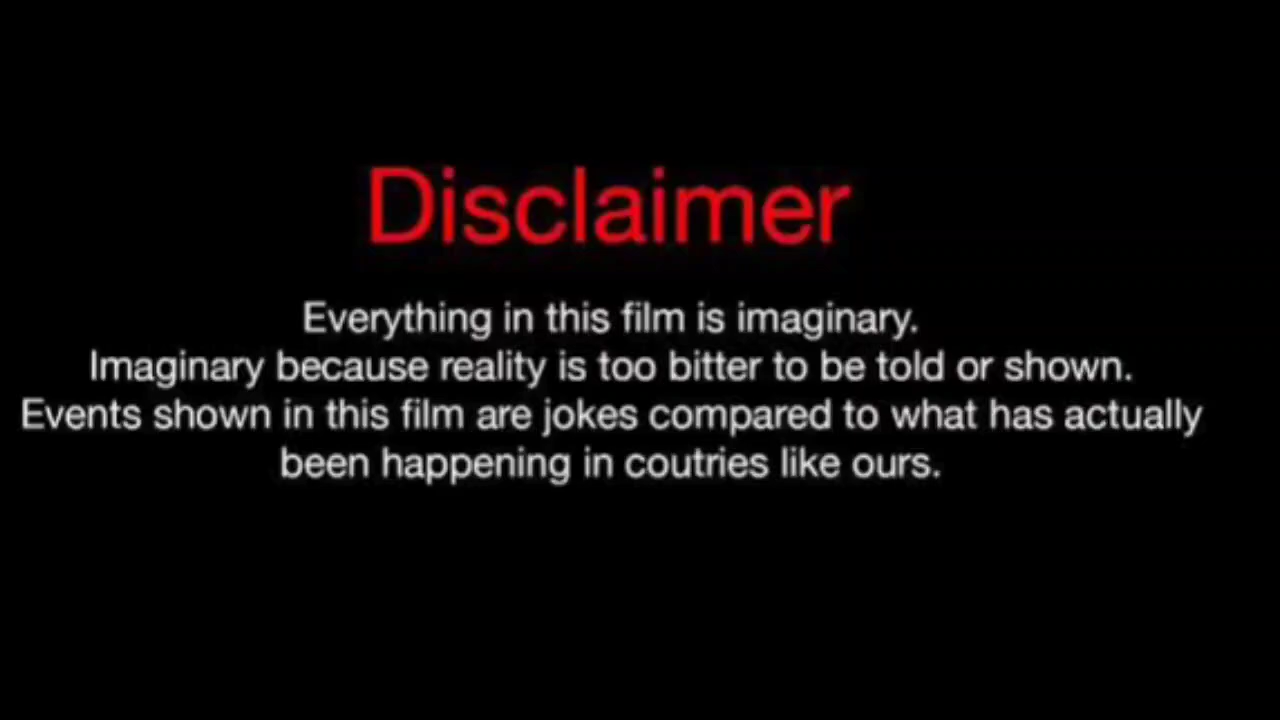 Disclaimer
Everything in this film is imaginary.
Imaginary because reality is too bitter to be told or shown.
Events shown in this film are jokes compared to what has actually
been happening in coutries like ours.